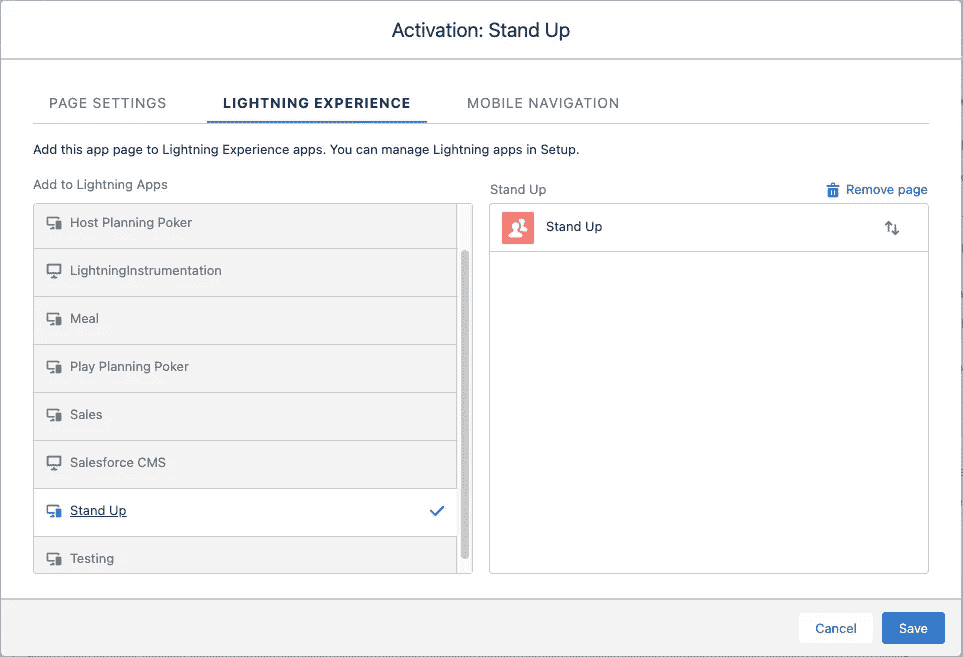 Activation: Stand Up
PAGE SETTINGS
LIGHTNING EXPERIENCE
MOBILE NAVIGATION
Add this app page to Lightning Experience apps. You can manage Lightning apps in Setup.
Add to Lightning Apps
Host Planning Poker
LightningInstrumentation
Meal
Play Planning Poker
Sales
Salesforce CMS
Stand Up
Testing
Stand Up
Remove page
Stand Up
Cancel
Save